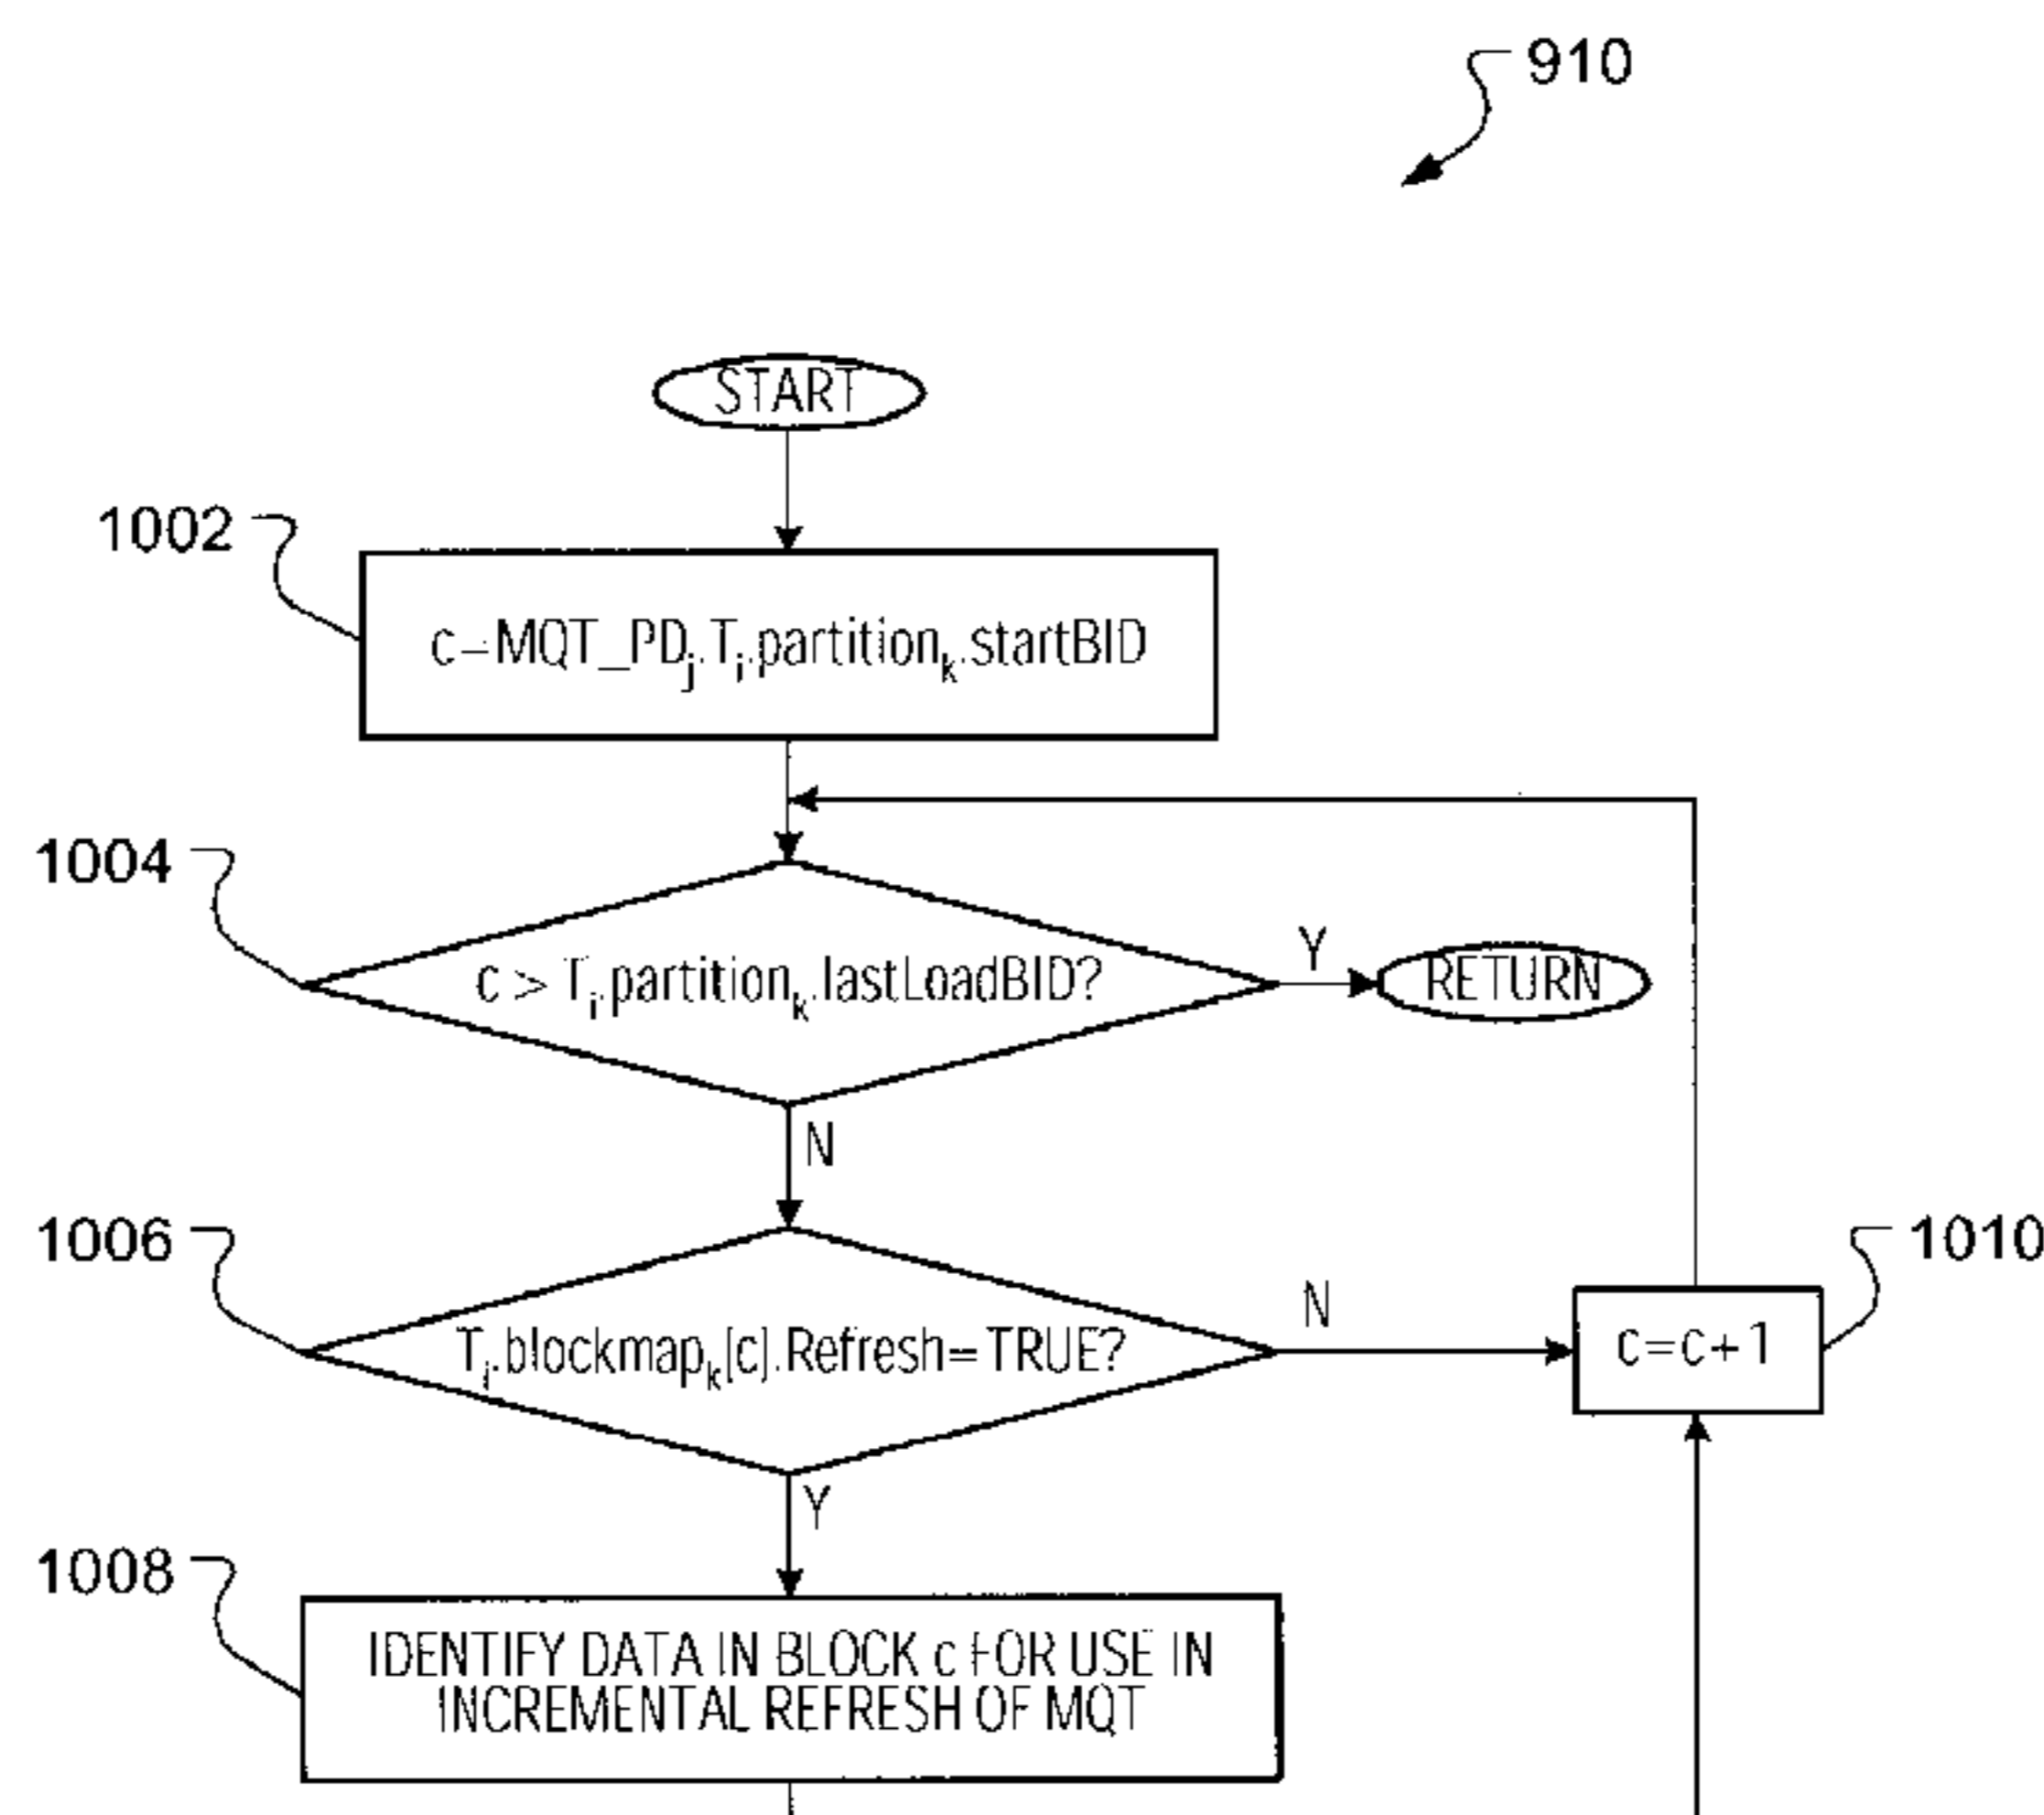 910
START
1002
c=MQT_PDj.Ti.partitionk.startBID
1004
c > Ti.partitionk.lastLoadBID?
Y
RETURN
N
1006
Ti.blockmapk[c].Refresh=TRUE?
N
1010
c=c+1
Y
1008
IDENTIFY DATA IN BLOCK c FOR USE IN
INCREMENTAL REFRESH OF MQT